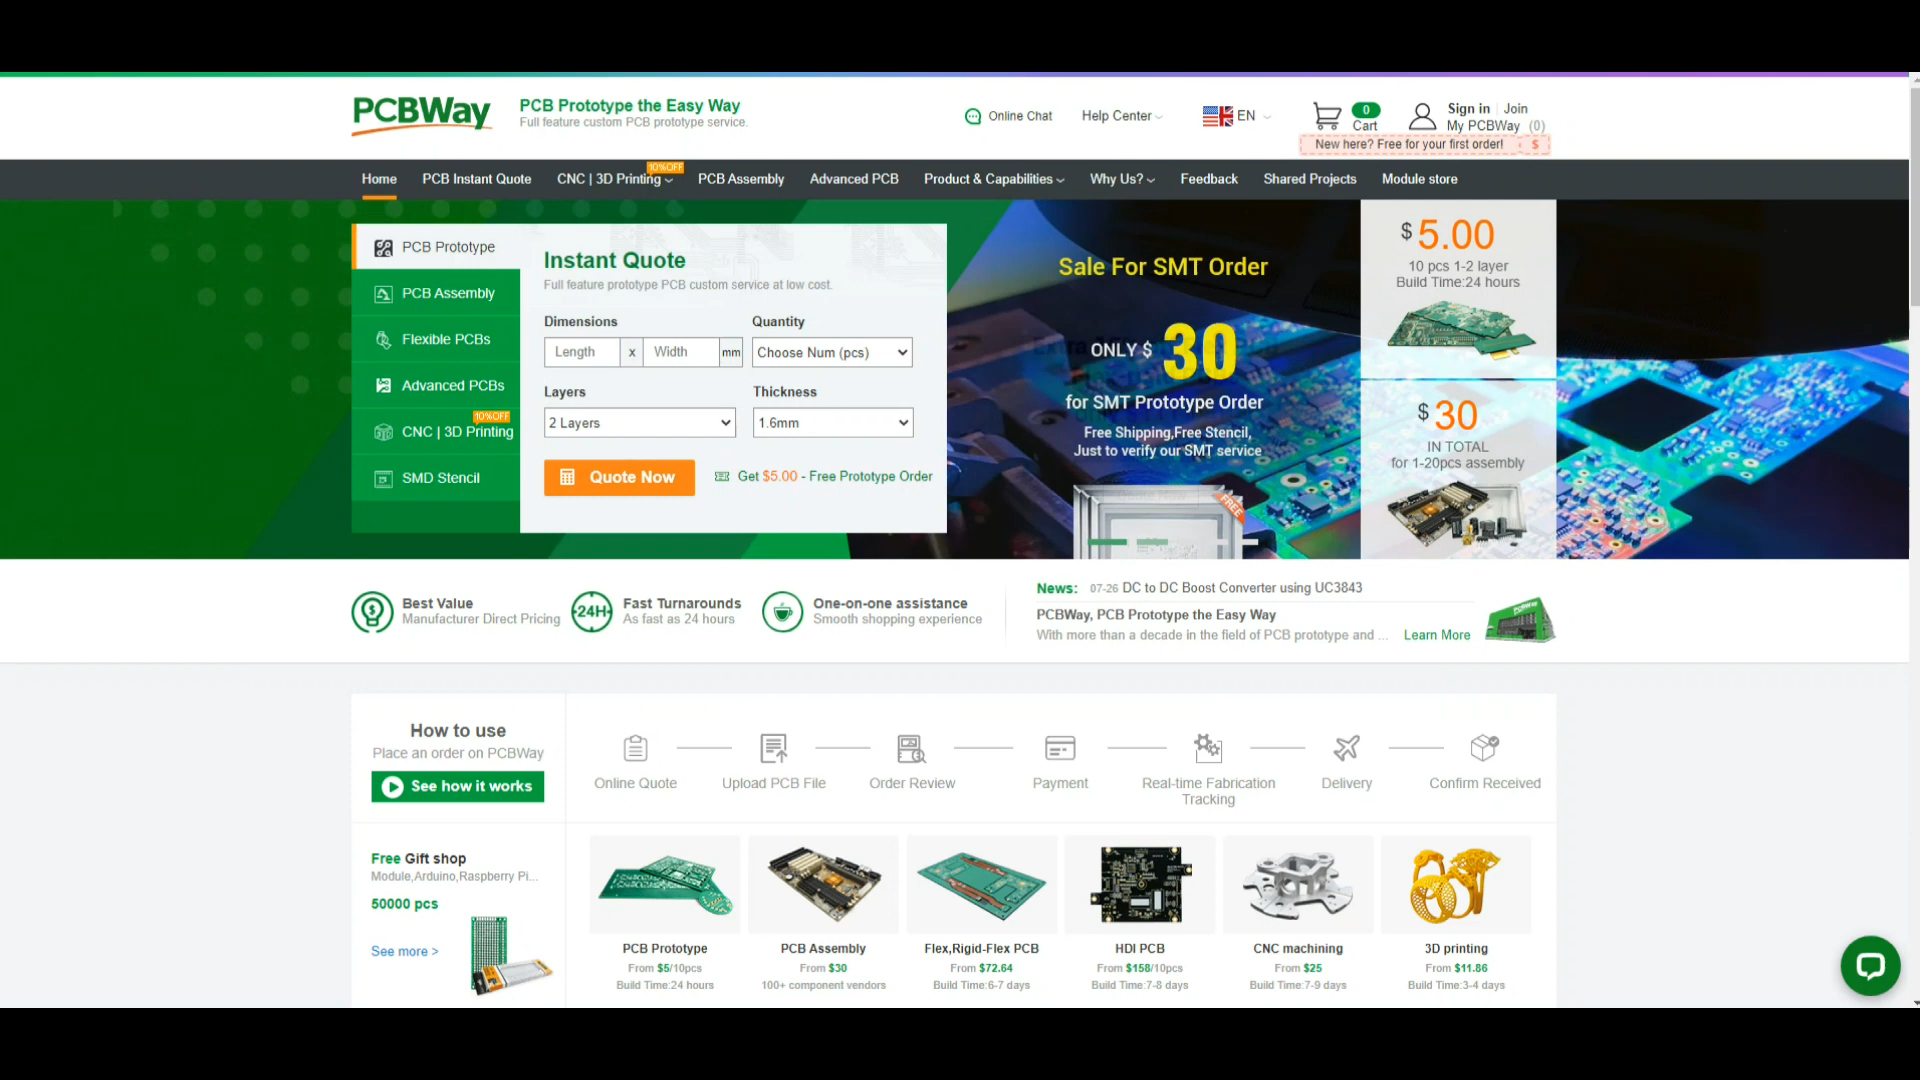 PCBWay
PCB Prototype the Easy Way
Full feature custom PCB prototype service.
Online Chat
Help Center
EN
0
Cart
Sign in
Join
My PCBWay (0)
New here? Free for your first order! $
Home
PCB Instant Quote
CNC | 3D Printing
10%OFF
PCB Assembly
Advanced PCB
Product & Capabilities
Why Us?
Feedback
Shared Projects
Module store
PCB Prototype
PCB Assembly
Flexible PCBs
Advanced PCBs
10%OFF
CNC | 3D Printing
SMD Stencil
Instant Quote
Full feature prototype PCB custom service at low cost.
Dimensions
Quantity
Length x Width mm
Choose Num (pcs)
Layers
Thickness
2 Layers
1.6mm
Quote Now
Get $5.00 - Free Prototype Order
Sale For SMT Order
ONLY $ 30
for SMT Prototype Order
Free Shipping,Free Stencil,
Just to verify our SMT service
FREE
$ 5.00
10 pcs 1-2 layer
Build Time:24 hours
$ 30
IN TOTAL
for 1-20pcs assembly
Best Value
Manufacturer Direct Pricing
24H
Fast Turnarounds
As fast as 24 hours
One-on-one assistance
Smooth shopping experience
News: 07-26 DC to DC Boost Converter using UC3843
PCBWay, PCB Prototype the Easy Way
With more than a decade in the field of PCB prototype and ... Learn More
PCBWay
How to use
Place an order on PCBWay
See how it works
Online Quote
Upload PCB File
Order Review
Payment
Real-time Fabrication
Tracking
Delivery
Confirm Received
Free Gift shop
Module,Arduino,Raspberry Pi...
50000 pcs
See more >
PCB Prototype
From $5/10pcs
Build Time:24 hours
PCB Assembly
From $30
100+ component vendors
Flex,Rigid-Flex PCB
From $72.64
Build Time:6-7 days
HDI PCB
From $158/10pcs
Build Time:7-8 days
CNC machining
From $25
Build Time:7-9 days
3D printing
From $11.86
Build Time:3-4 days